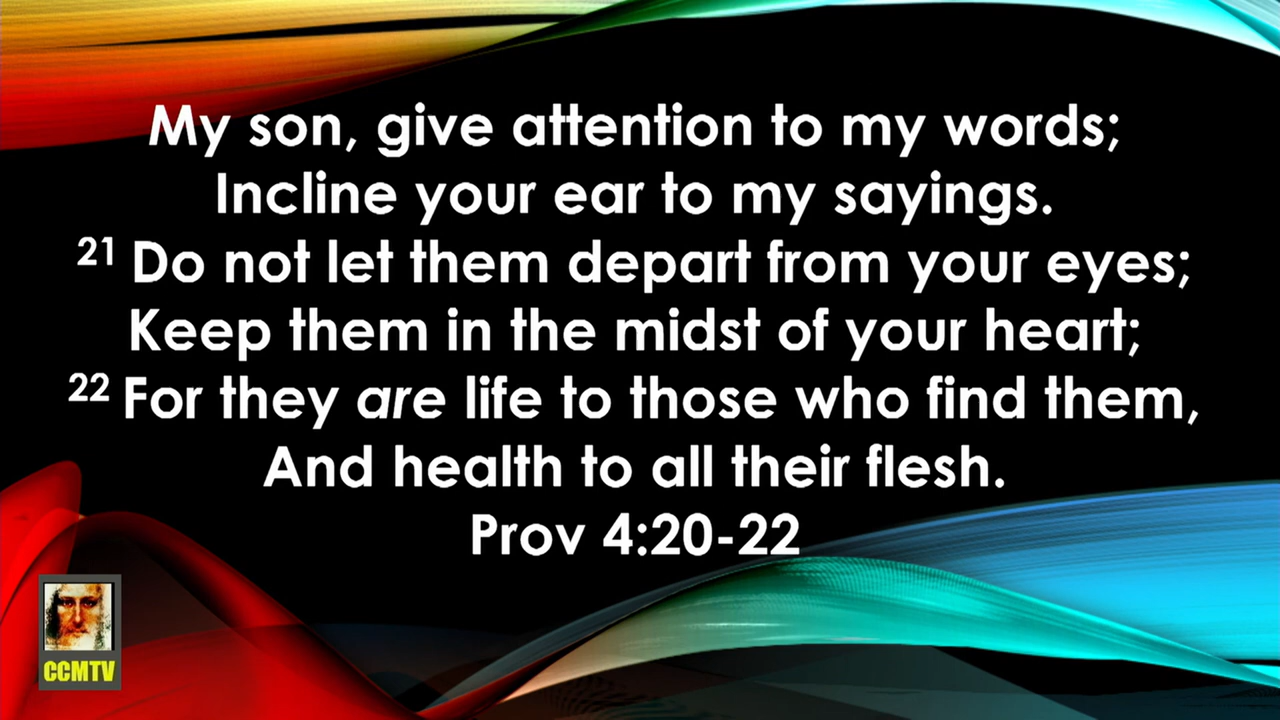 My son, give attention to my words;
Incline your ear to my sayings.
21 Do not let them depart from your eyes;
Keep them in the midst of your heart;
22 For they are life to those who find them,
And health to all their flesh.
Prov 4:20-22
CCMTV